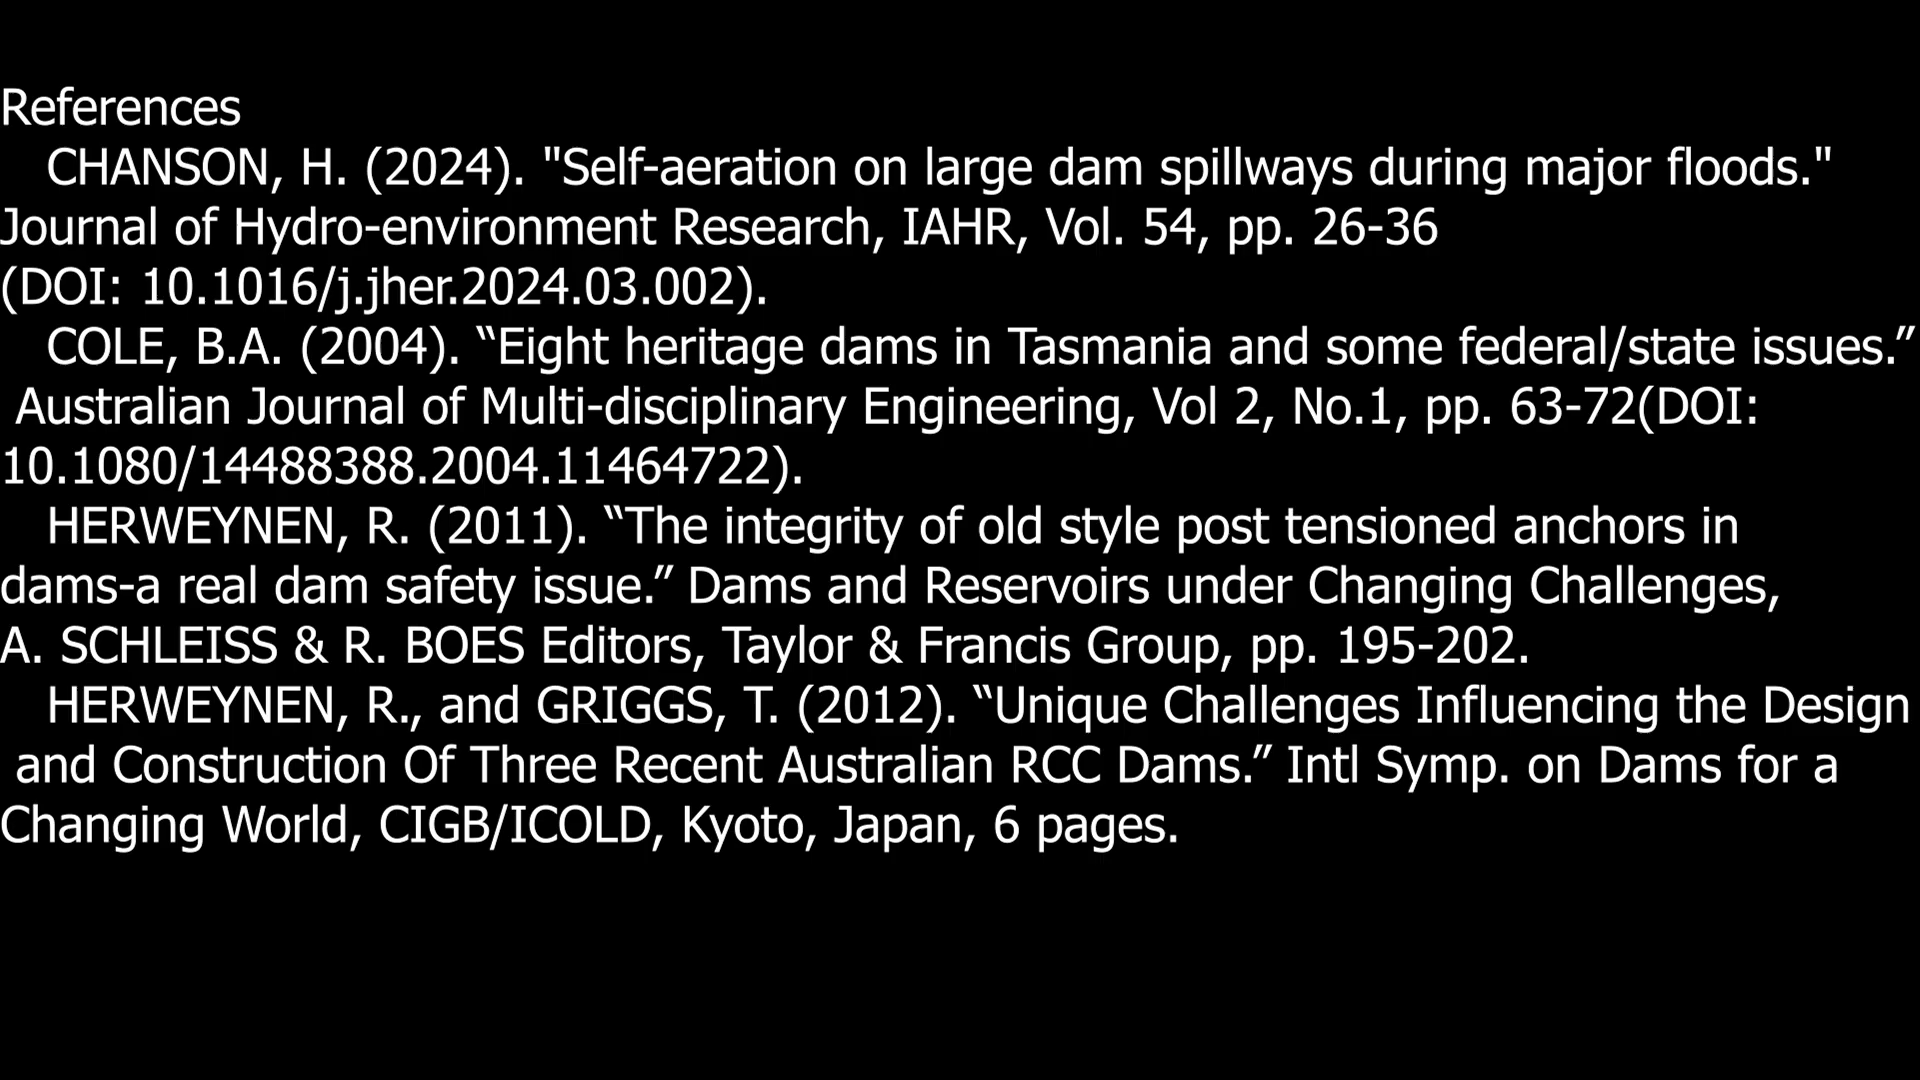 References
CHANSON, H. (2024). "Self-aeration on large dam spillways during major floods."
Journal of Hydro-environment Research, IAHR, Vol. 54, pp. 26-36
(DOI: 10.1016/j.jher.2024.03.002).
COLE, B.A. (2004). “Eight heritage dams in Tasmania and some federal/state issues.”
Australian Journal of Multi-disciplinary Engineering, Vol 2, No.1, pp. 63-72(DOI:
10.1080/14488388.2004.11464722).
HERWEYNEN, R. (2011). “The integrity of old style post tensioned anchors in
dams-a real dam safety issue.” Dams and Reservoirs under Changing Challenges,
A. SCHLEISS & R. BOES Editors, Taylor & Francis Group, pp. 195-202.
HERWEYNEN, R., and GRIGGS, T. (2012). “Unique Challenges Influencing the Design
and Construction Of Three Recent Australian RCC Dams.” Intl Symp. on Dams for a
Changing World, CIGB/ICOLD, Kyoto, Japan, 6 pages.